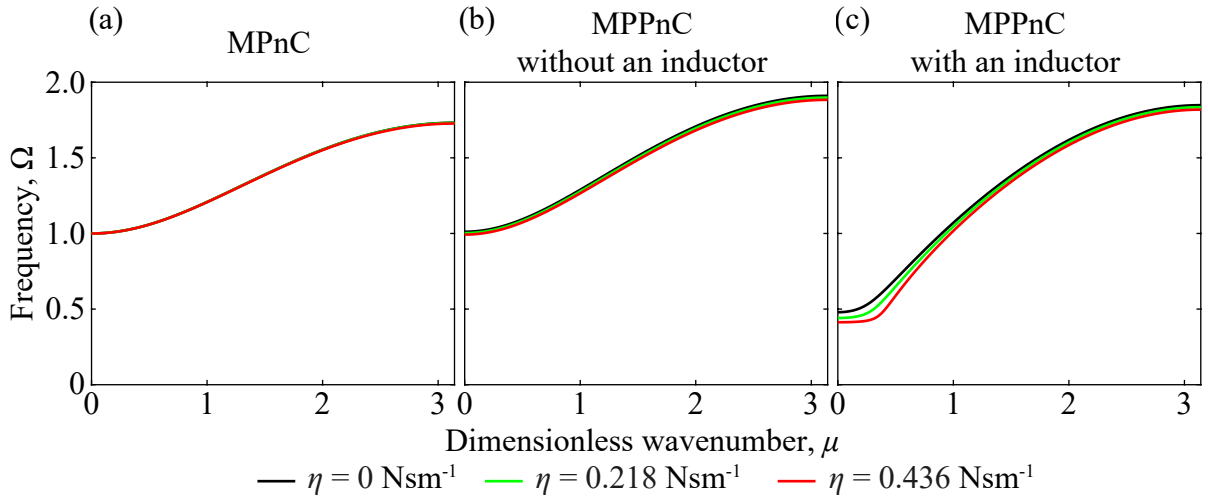 (a)
MPnC
(b)
MPPnC
without an inductor
(c)
MPPnC
with an inductor
Frequency, Ω
2.0
1.5
1.0
0.5
0
0 1 2 3
0 1 2 3
0 1 2 3
Dimensionless wavenumber, μ
η = 0 Nsm⁻¹ η = 0.218 Nsm⁻¹ η = 0.436 Nsm⁻¹